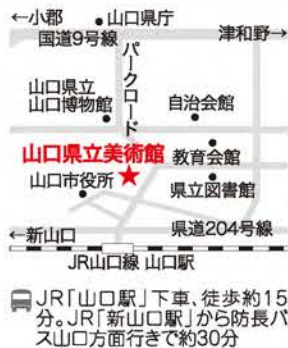 ←小郡
山口県庁
国道9号線
津和野→
パークロード
山口県立
山口博物館
自治会館
山口県立美術館
教育会館
山口市役所
県立図書館
県道204号線
←新山口
JR山口線 山口駅
JR「山口駅」下車、徒歩約15
分。JR「新山口駅」から防長バ
ス山口方面行きで約30分